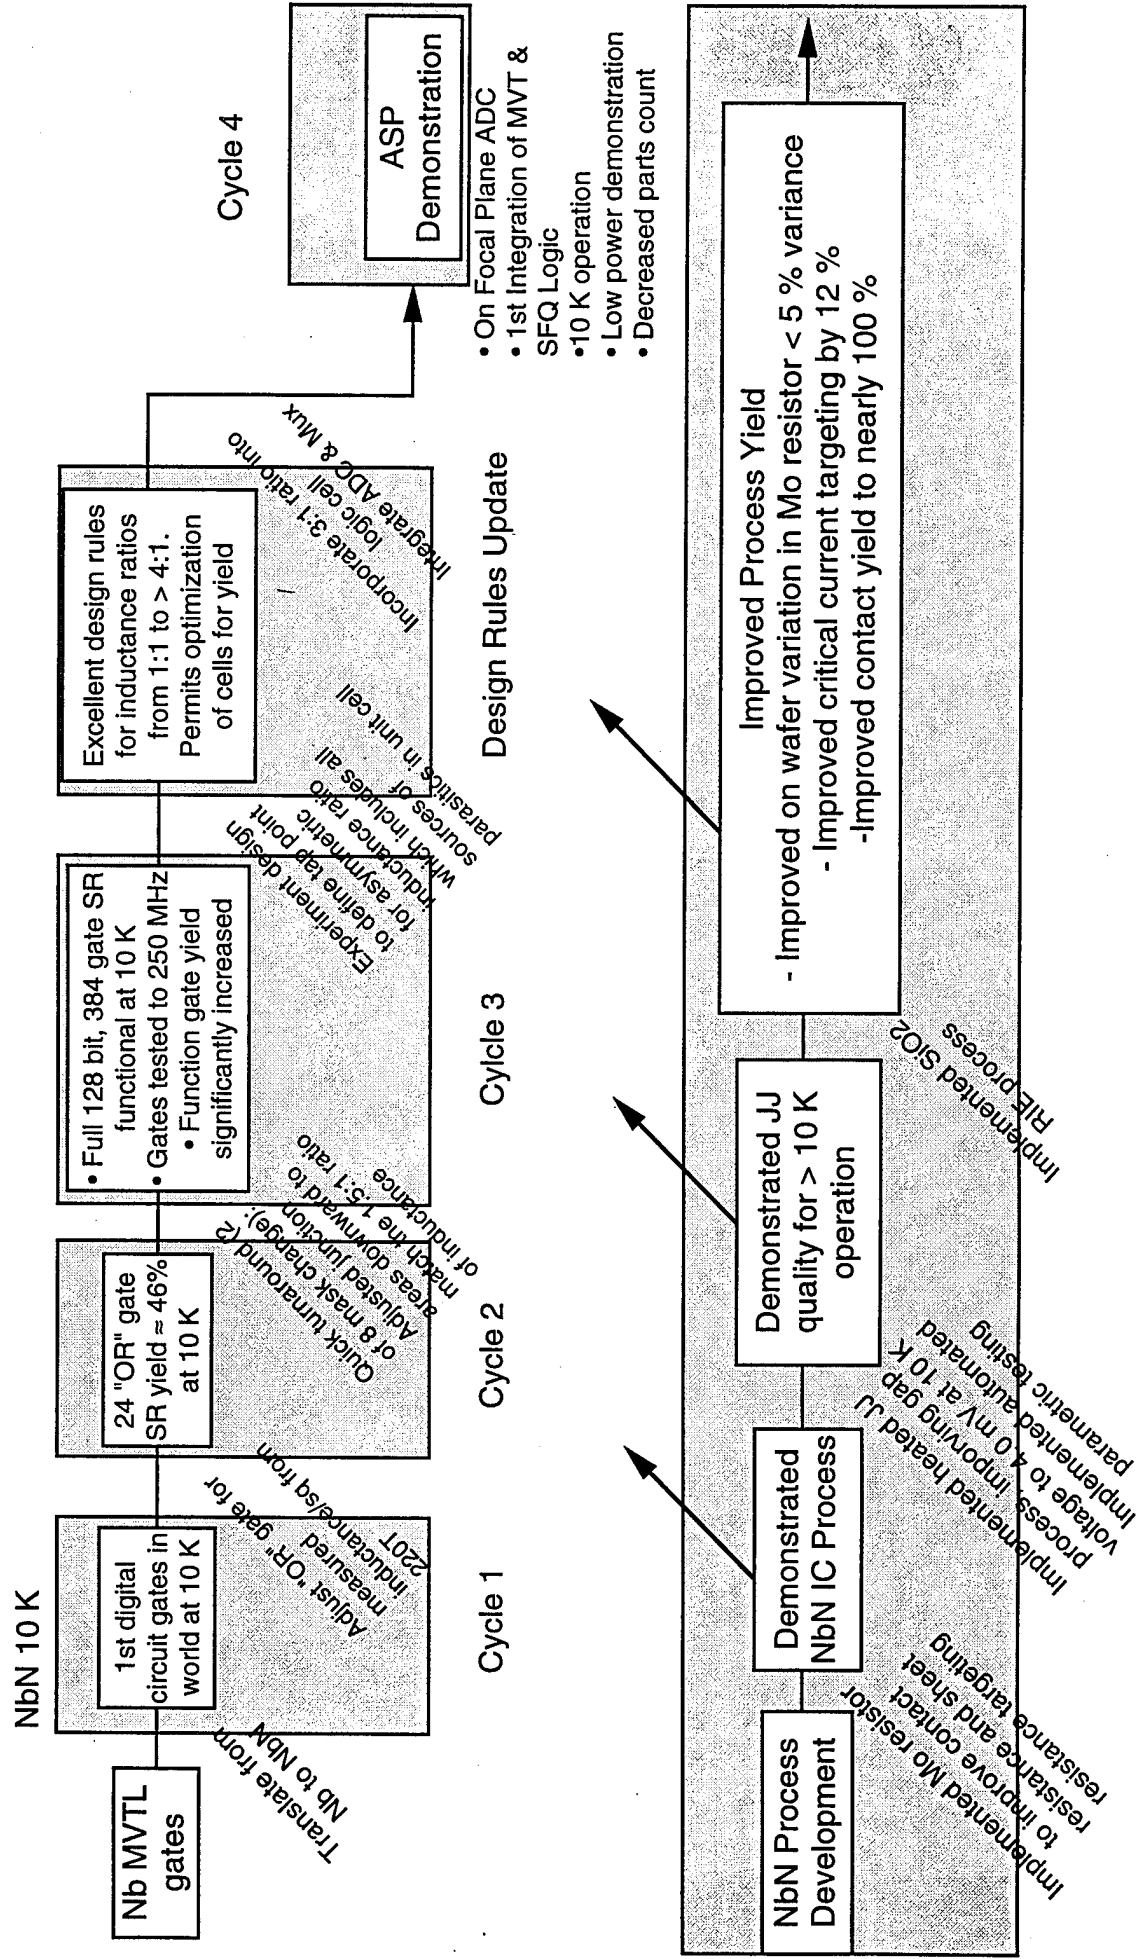 NbN 10 K
Nb MVTL
gates
Translate from
Nb to NbN
1st digital
circuit gates in
world at 10 K
Adjust "OR" gate for
measured
inductance/sq from
220T
Cycle 1
24 "OR" gate
SR yield ≈ 46%
at 10 K
Quick turnaround (2
of 8 mask change):
Adjusted junction
areas downward to
match the 1.5:1 ratio
of inductance
Cycle 2
• Full 128 bit, 384 gate SR
functional at 10 K
• Gates tested to 250 MHz
• Function gate yield
significantly increased
Experiment design
to define tap point
for asymmetric
inductance ratio
which includes all
sources of
parasitics in unit cell
Cylcle 3
Excellent design rules
for inductance ratios
from 1:1 to > 4:1.
Permits optimization
of cells for yield
Incorporate 3:1 ratio into
logic cell
Integrate ADC & Mux
Design Rules Update
Cycle 4
ASP
Demonstration
• On Focal Plane ADC
• 1st Integration of MVT &
SFQ Logic
•10 K operation
• Low power demonstration
• Decreased parts count
NbN Process
Development
Implemented Mo resistor
to improve contact
resistance and sheet
resistance targeting
Demonstrated
NbN IC Process
Implemented heated JJ
process, imporying gap
voltage to 4.0 mV at 10 K
Implemented automated
parametric testing
Demonstrated JJ
quality for > 10 K
operation
Implemented SiO2
RIE process
Improved Process Yield
- Improved on wafer variation in Mo resistor < 5 % variance
- Improved critical current targeting by 12 %
-Improved contact yield to nearly 100 %